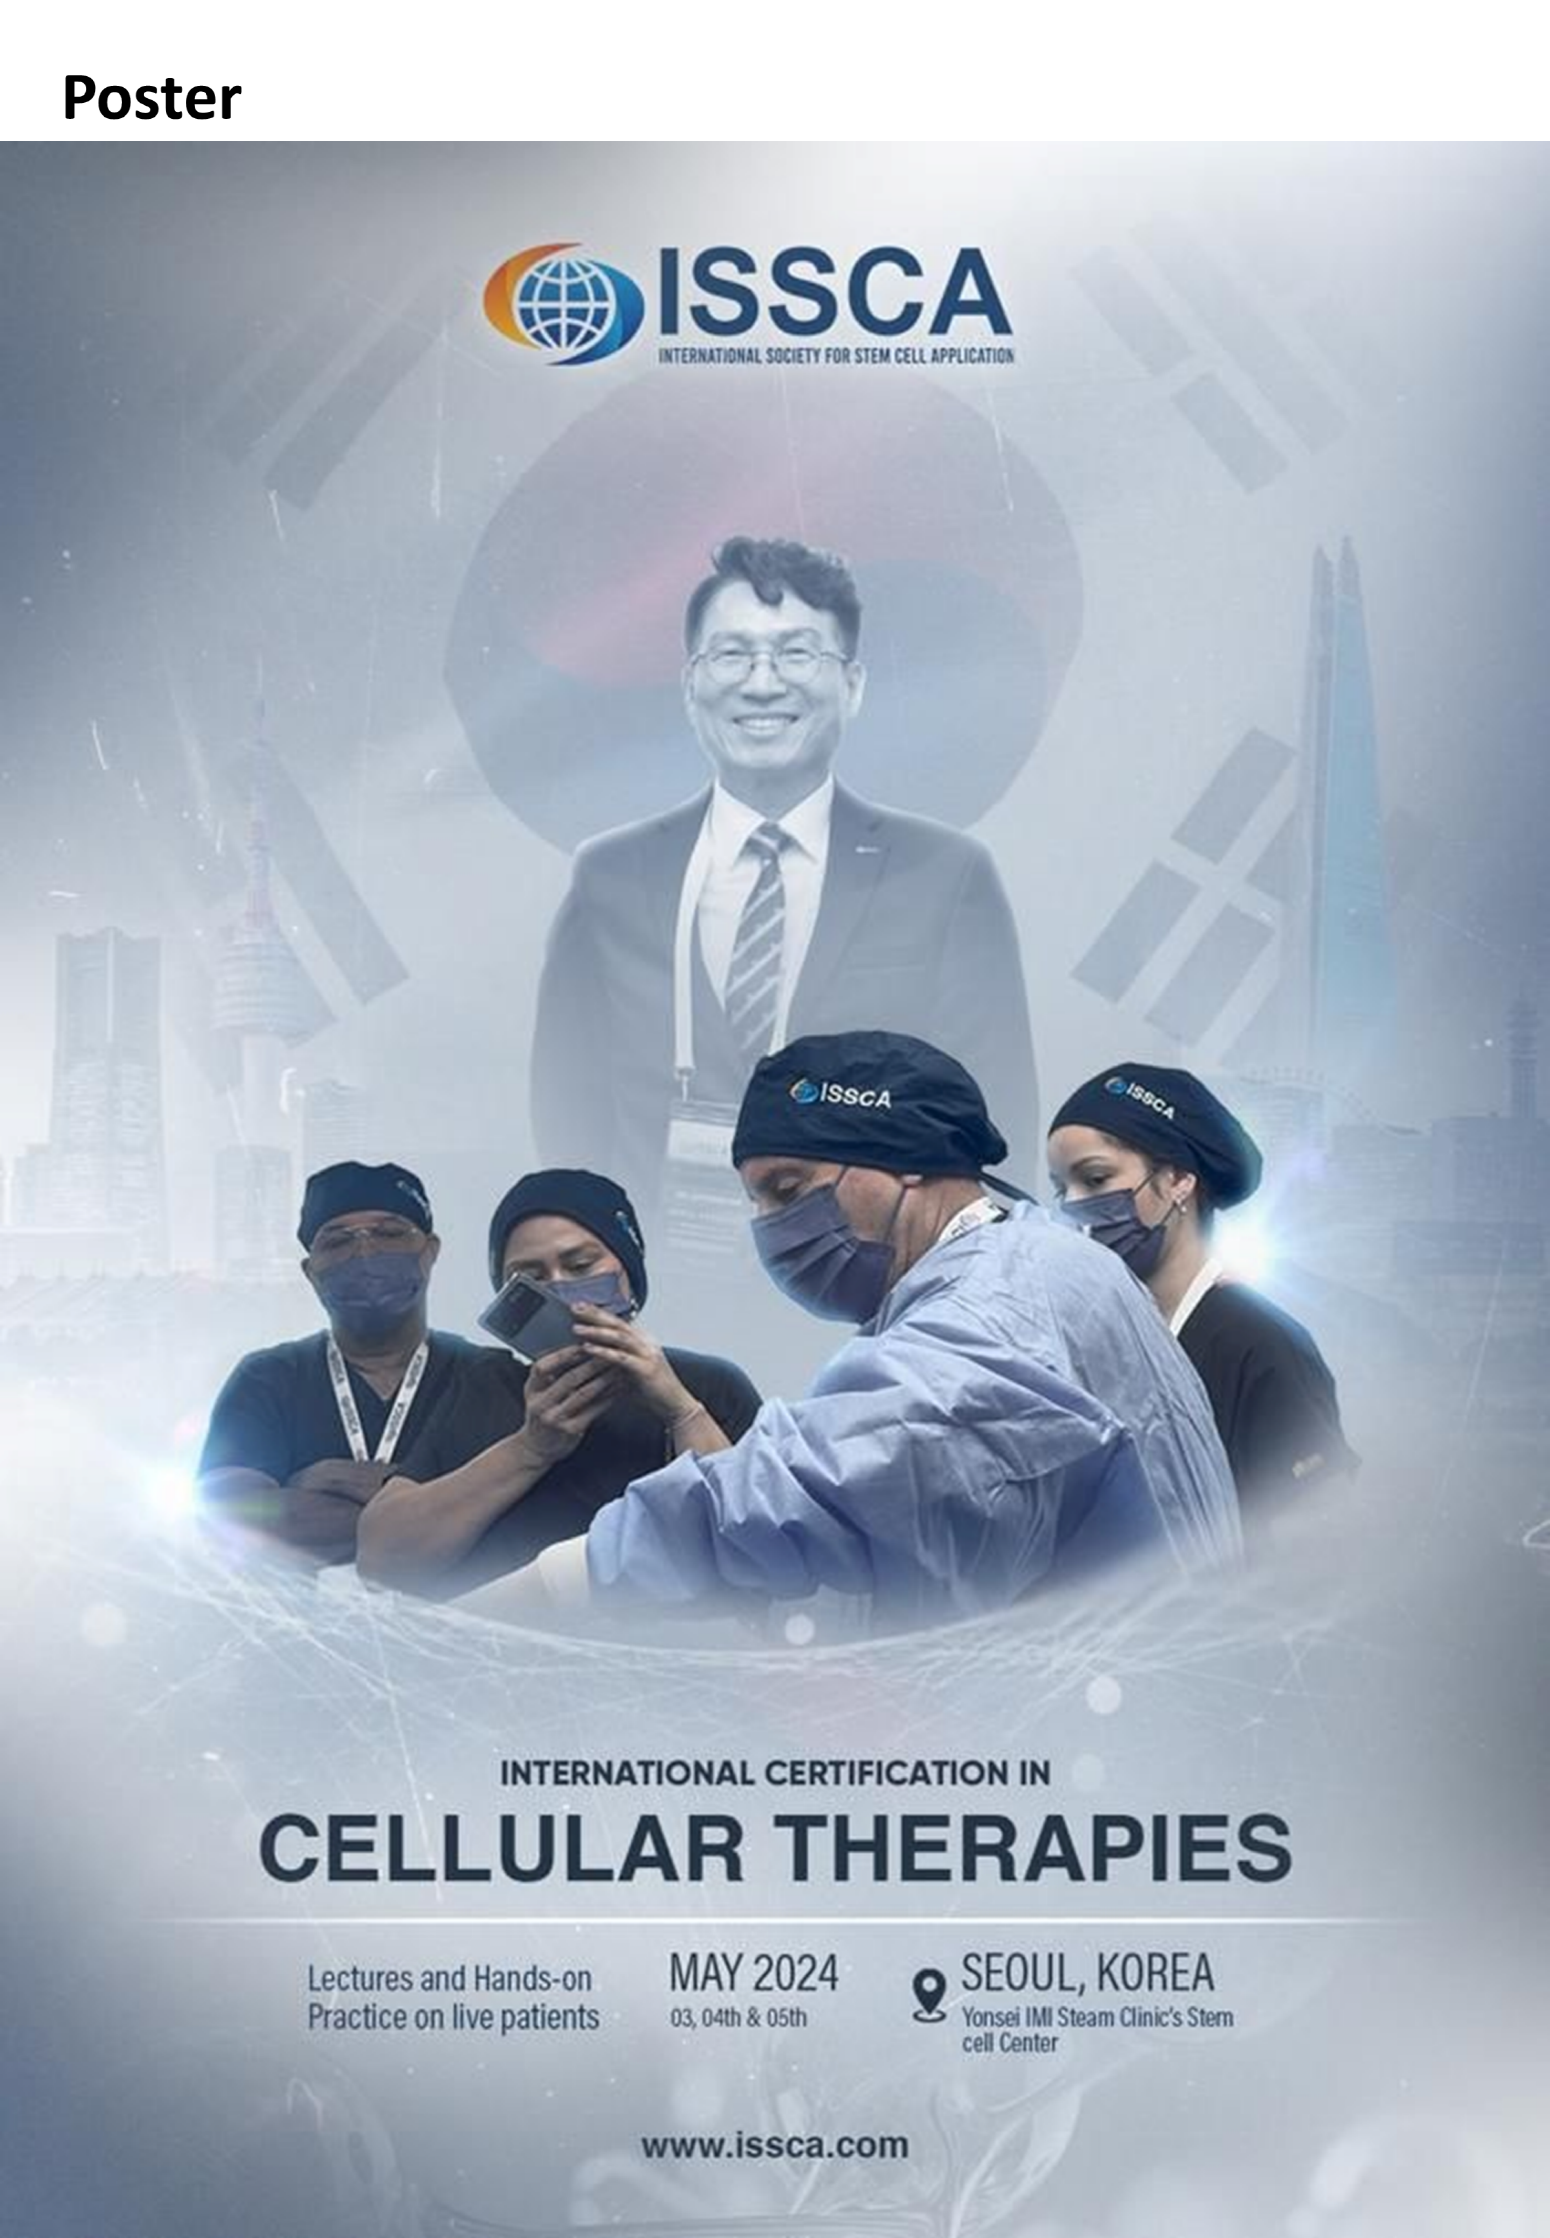 Poster
ISSCA
INTERNATIONAL SOCIETY FOR STEM CELL APPLICATION
ISSCA
ISSCA
ISSCA
ISSCA
INTERNATIONAL CERTIFICATION IN
CELLULAR THERAPIES
Lectures and Hands-on
Practice on live patients
MAY 2024
03, 04th & 05th
SEOUL, KOREA
Yonsei IMI Steam Clinic's Stem
cell Center
www.issca.com